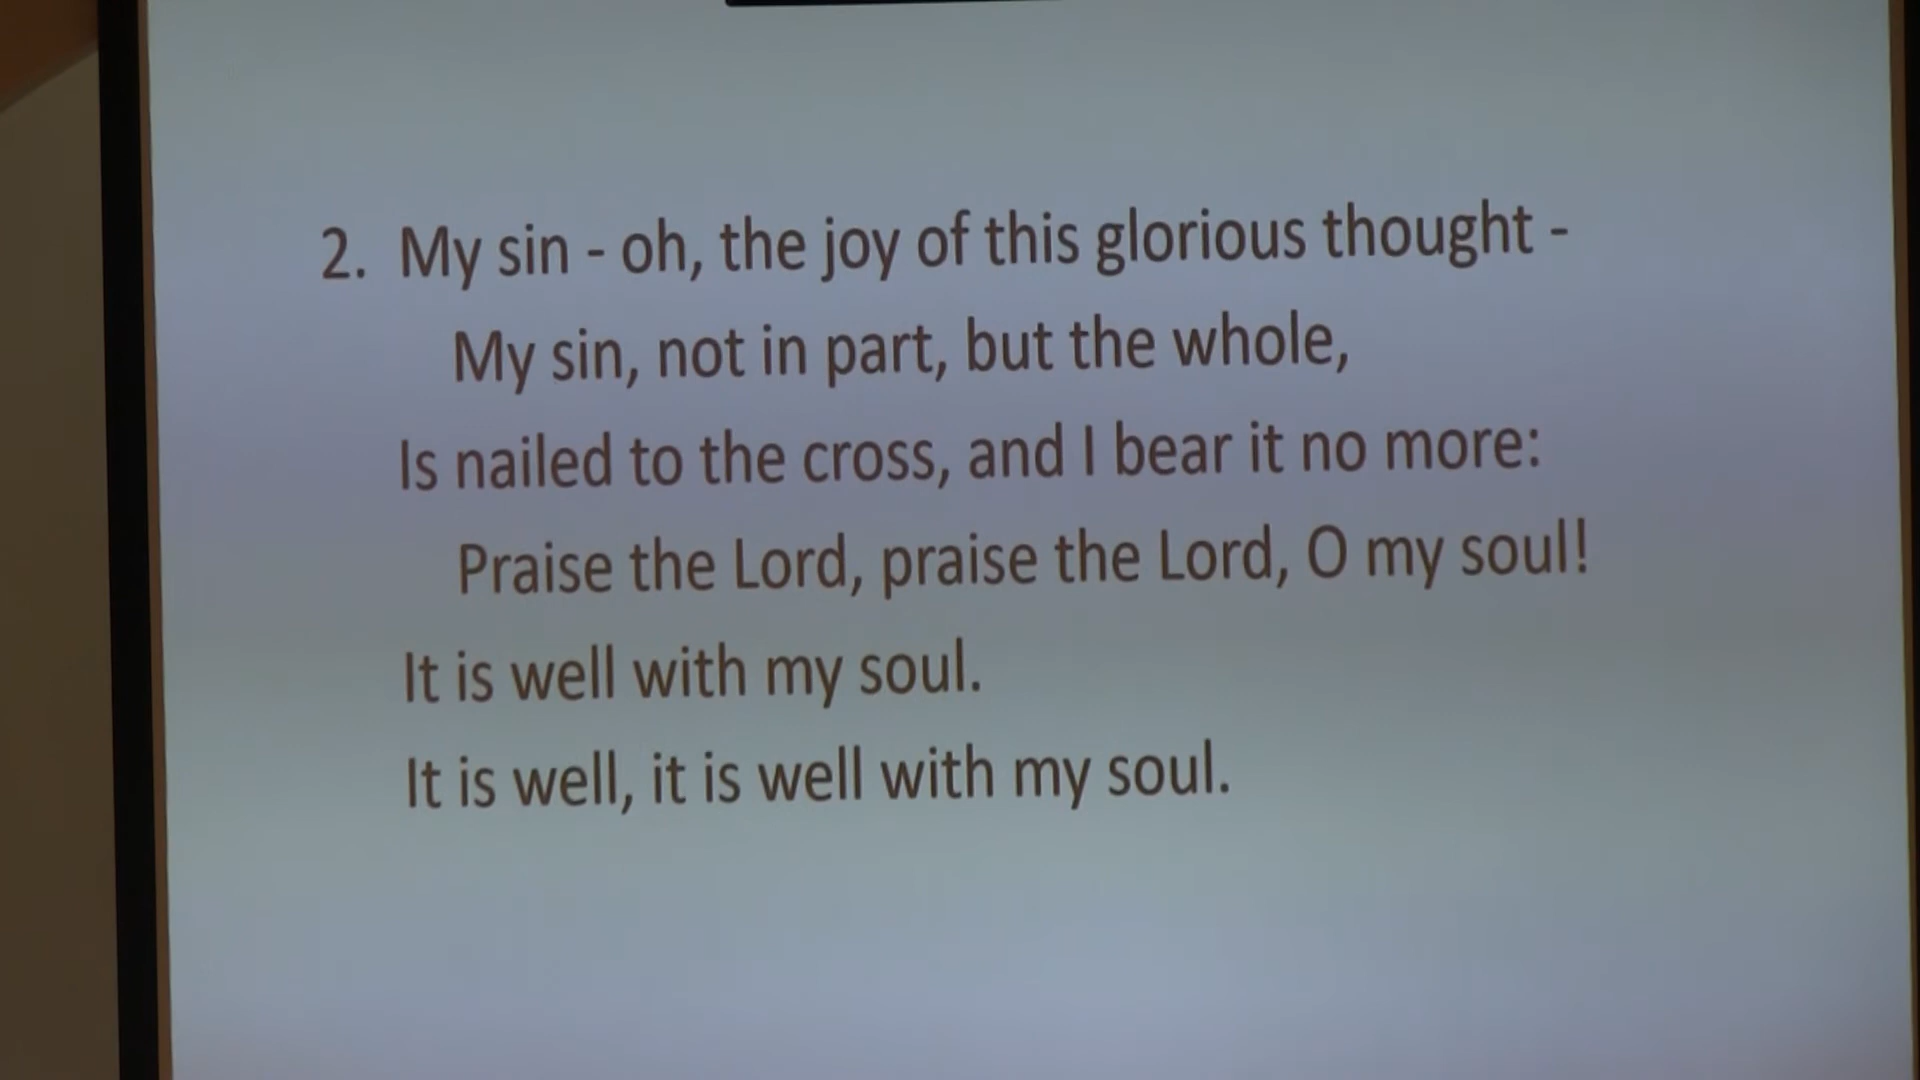 2. My sin - oh, the joy of this glorious thought -
My sin, not in part, but the whole,
Is nailed to the cross, and I bear it no more:
Praise the Lord, praise the Lord, O my soul!
It is well with my soul.
It is well, it is well with my soul.